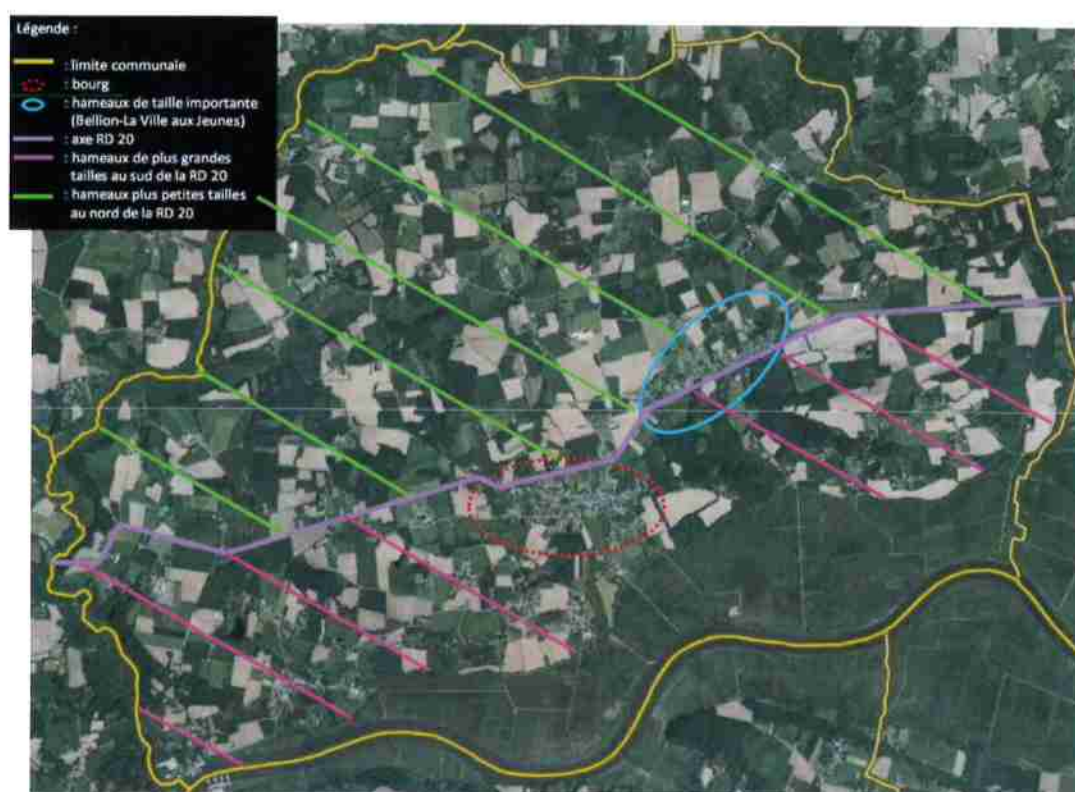 Légende :
: limite communale
: bourg
: hameaux de taille importante
(Bellion-La Ville aux Jeunes)
: axe RD 20
: hameaux de plus grandes
tailles au sud de la RD 20
: hameaux plus petites tailles
au nord de la RD 20